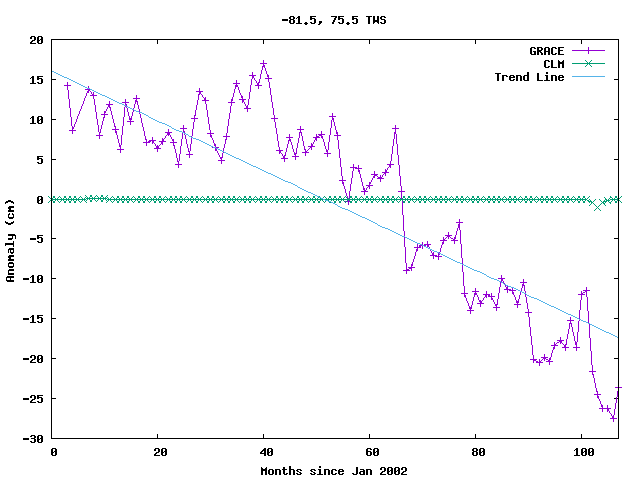 -81.5, 75.5 TWS
GRACE
CLM
Trend Line
20
15
10
5
0
-5
-10
-15
-20
-25
-30
Anomaly (cm)
0 20 40 60 80 100
Months since Jan 2002